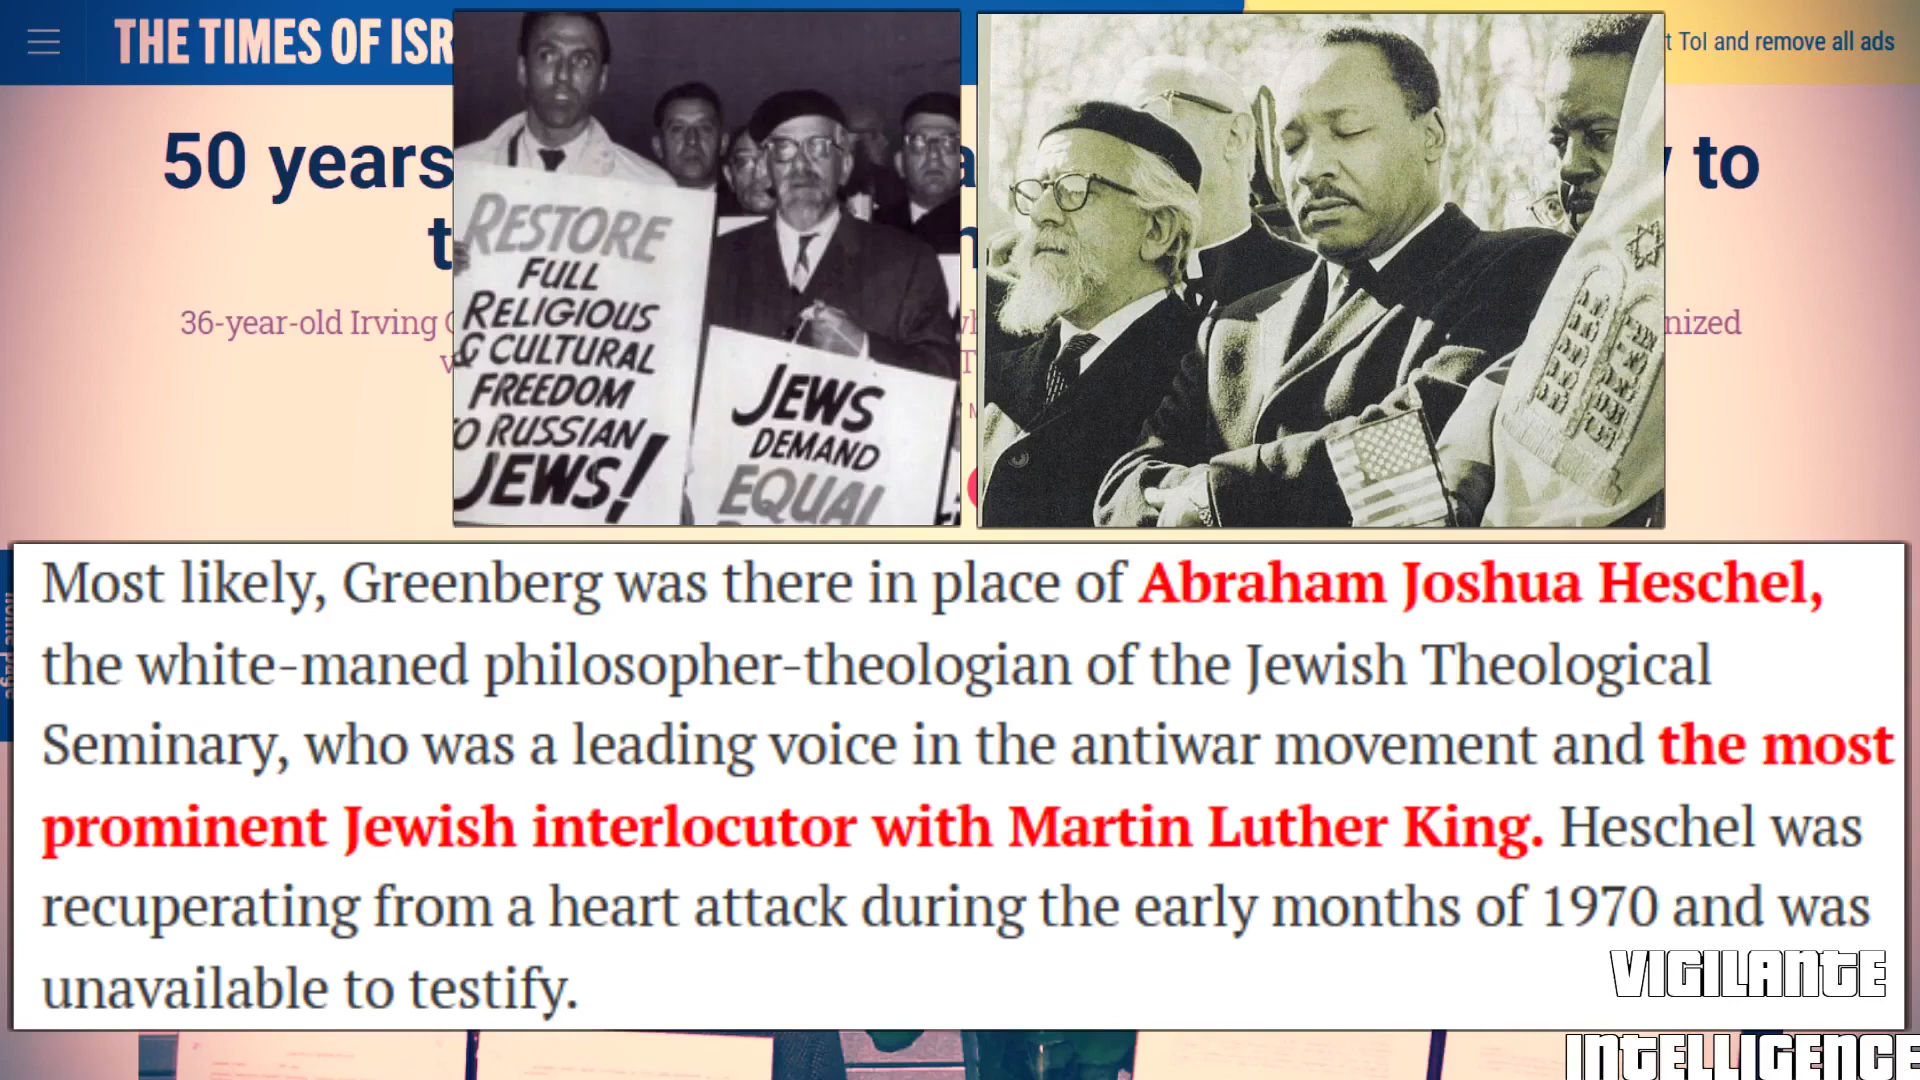 THE TIMES OF ISR
t ToI and remove all ads
50 years
y to
36-year-old Irving
nized
RESTORE
FULL
RELIGIOUS
& CULTURAL
FREEDOM
TO RUSSIAN
JEWS!
JEWS
DEMAND
EQUAL
Most likely, Greenberg was there in place of Abraham Joshua Heschel,
the white-maned philosopher-theologian of the Jewish Theological
Seminary, who was a leading voice in the antiwar movement and the most
prominent Jewish interlocutor with Martin Luther King. Heschel was
recuperating from a heart attack during the early months of 1970 and was
unavailable to testify.
VIGILANTE
INTELLIGENCE